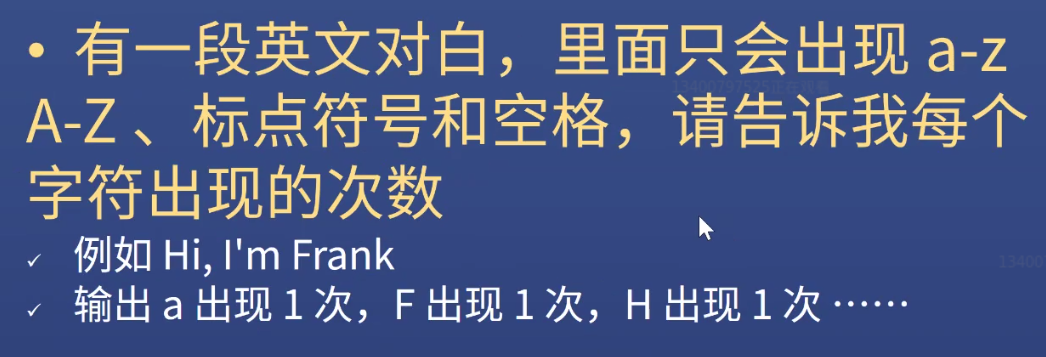 • 有一段英文对白，里面只会出现 a-z
A-Z 、标点符号和空格，请告诉我每个
字符出现的次数
✓ 例如 Hi, I'm Frank
✓ 输出 a 出现 1 次，F 出现 1 次，H 出现 1 次 ……
13400